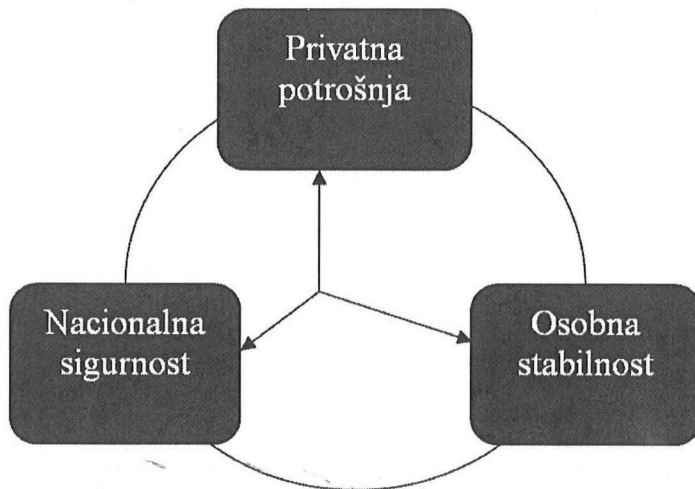 Privatna
potrošnja
Nacionalna
sigurnost
Osobna
stabilnost